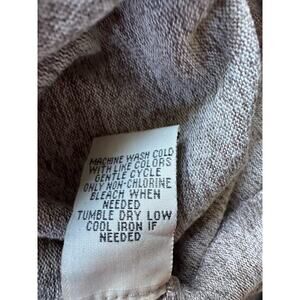 MACHINE WASH COLD
WITH LIKE COLORS
GENTLE CYCLE
ONLY NON-CHLORINE
BLEACH WHEN
NEEDED
TUMBLE DRY LOW
COOL IRON IF
NEEDED